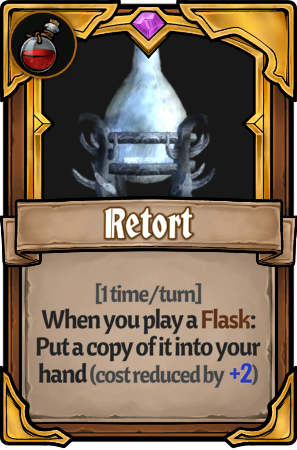 Retort
[1 time/turn]
When you play a Flask:
Put a copy of it into your
hand (cost reduced by +2)